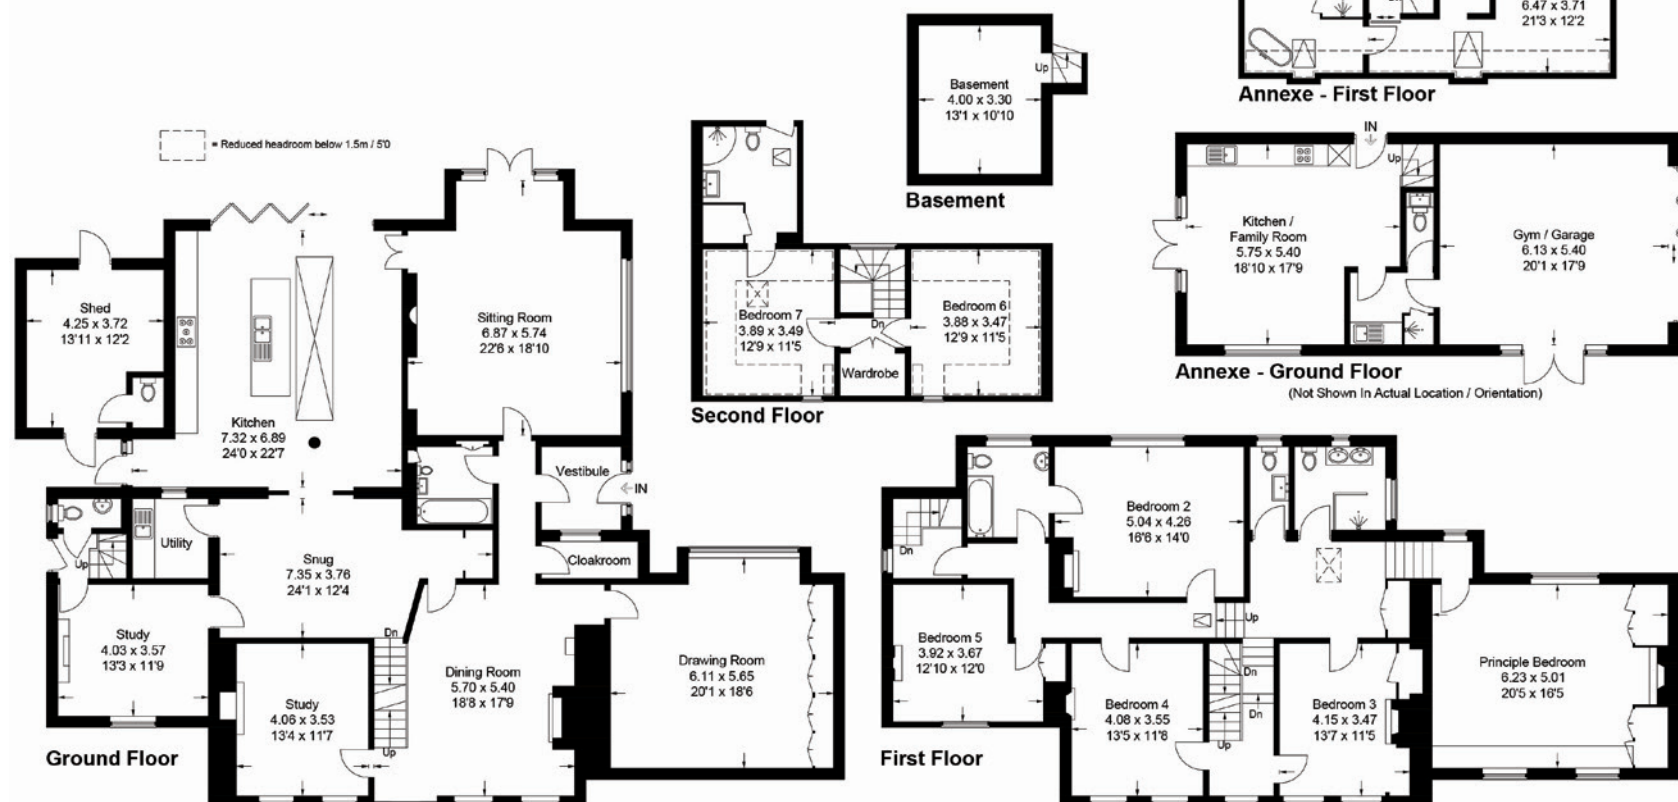 6.47 x 3.71
21'3 x 12'2
Annexe - First Floor
Up
Basement
4.00 x 3.30
13'1 x 10'10
Basement
= Reduced headroom below 1.5m / 5'0
IN
Up
Kitchen /
Family Room
5.75 x 5.40
18'10 x 17'9
Gym / Garage
6.13 x 5.40
20'1 x 17'9
Annexe - Ground Floor
(Not Shown In Actual Location / Orientation)
Bedroom 7
3.89 x 3.49
12'9 x 11'5
Dn
Bedroom 6
3.88 x 3.47
12'9 x 11'5
Wardrobe
Second Floor
Shed
4.25 x 3.72
13'11 x 12'2
Sitting Room
6.87 x 5.74
22'6 x 18'10
Kitchen
7.32 x 6.89
24'0 x 22'7
Vestibule
IN
Utility
Up
Snug
7.35 x 3.76
24'1 x 12'4
Cloakroom
Study
4.03 x 3.57
13'3 x 11'9
Dn
Study
4.06 x 3.53
13'4 x 11'7
Dining Room
5.70 x 5.40
18'8 x 17'9
Up
Drawing Room
6.11 x 5.65
20'1 x 18'6
Ground Floor
Bedroom 2
5.04 x 4.26
16'6 x 14'0
Dn
Up
Bedroom 5
3.92 x 3.67
12'10 x 12'0
Dn
Dn
Up
Bedroom 4
4.08 x 3.55
13'5 x 11'8
Bedroom 3
4.15 x 3.47
13'7 x 11'5
Principle Bedroom
6.23 x 5.01
20'5 x 16'5
First Floor